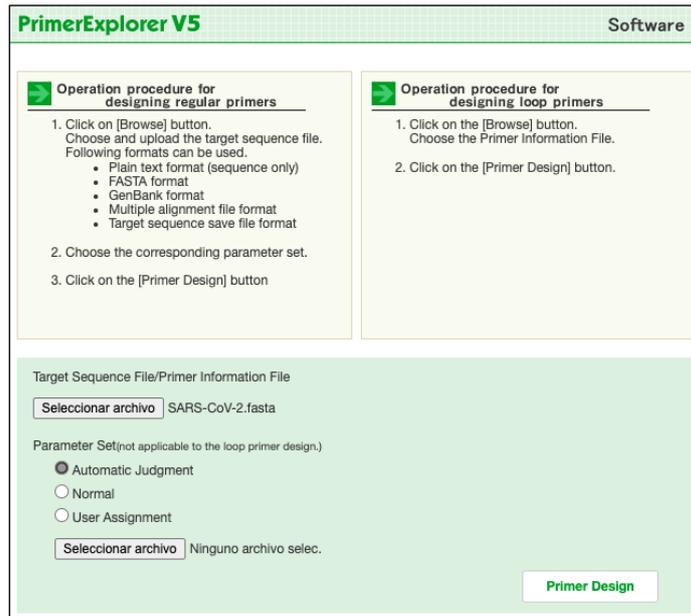 PrimerExplorer V5
Software
Operation procedure for
designing regular primers
1. Click on [Browse] button.
Choose and upload the target sequence file.
Following formats can be used.
• Plain text format (sequence only)
• FASTA format
• GenBank format
• Multiple alignment file format
• Target sequence save file format
2. Choose the corresponding parameter set.
3. Click on the [Primer Design] button
Operation procedure for
designing loop primers
1. Click on the [Browse] button.
Choose the Primer Information File.
2. Click on the [Primer Design] button.
Target Sequence File/Primer Information File
Seleccionar archivo SARS-CoV-2.fasta
Parameter Set(not applicable to the loop primer design.)
Automatic Judgment
Normal
User Assignment
Seleccionar archivo Ninguno archivo selec.
Primer Design